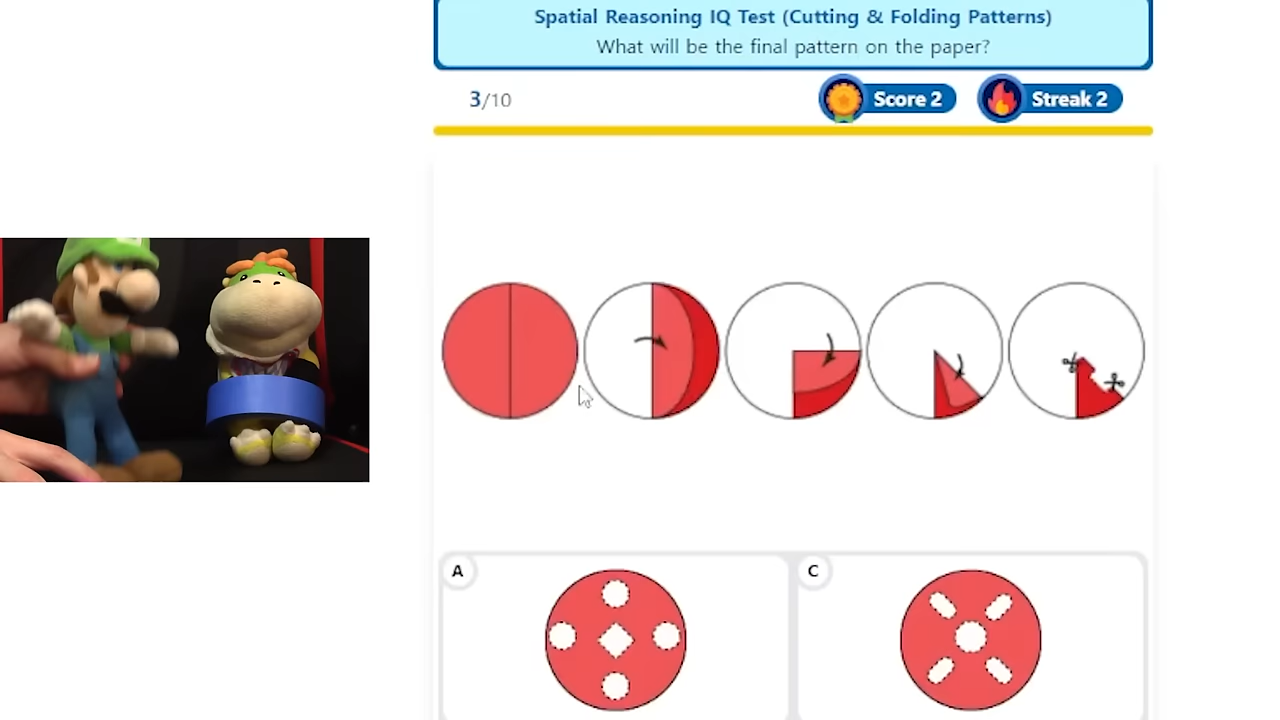 Spatial Reasoning IQ Test (Cutting & Folding Patterns)
What will be the final pattern on the paper?
3/10
Score 2
Streak 2
A
C